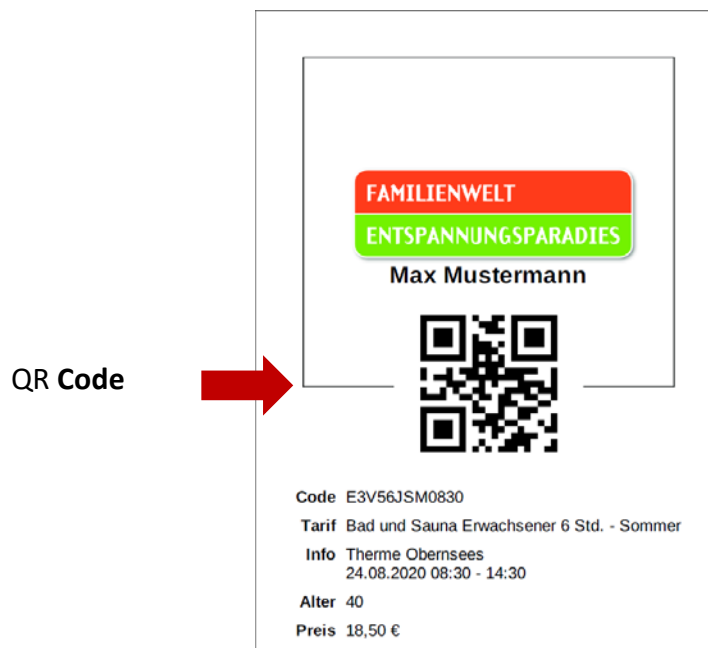 FAMILIENWELT
ENTSPANNUNGSPARADIES
Max Mustermann
QR Code
Code E3V56JSM0830
Tarif Bad und Sauna Erwachsener 6 Std. - Sommer
Info Therme Obernsees
24.08.2020 08:30 - 14:30
Alter 40
Preis 18,50 €